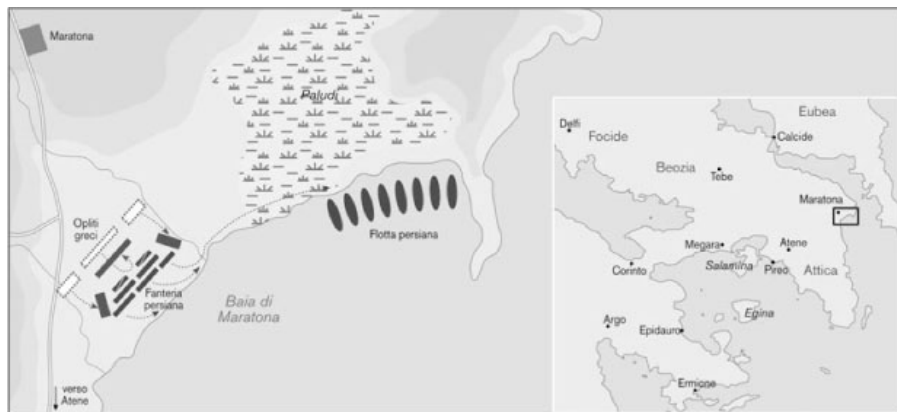 Maratona
Paludi
Opliti
greci
Flotta persiana
Fanteria
persiana
Baia di
Maratona
verso
Atene
Eubea
Delfi
Calcide
Focide
Beozia
Tebe
Maratona
Megara
Atene
Salamina
Corinto
Pireo
Attica
Egina
Argo
Epidauro
Ermione